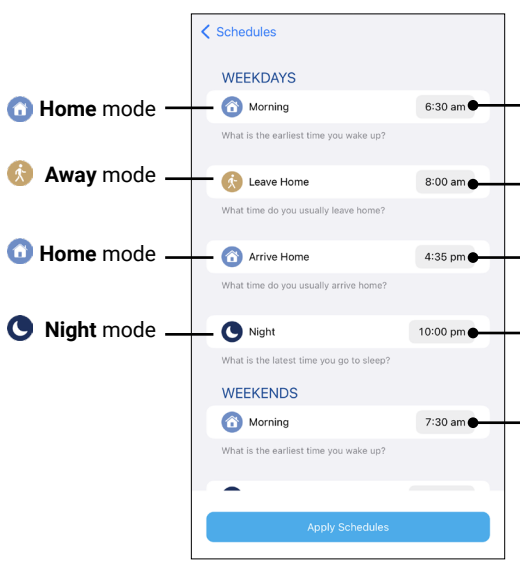 Schedules
WEEKDAYS
Home mode
Morning 6:30 am
What is the earliest time you wake up?
Away mode
Leave Home 8:00 am
What time do you usually leave home?
Home mode
Arrive Home 4:35 pm
What time do you usually arrive home?
Night mode
Night 10:00 pm
What is the latest time you go to sleep?
WEEKENDS
Morning 7:30 am
What is the earliest time you wake up?
Apply Schedules